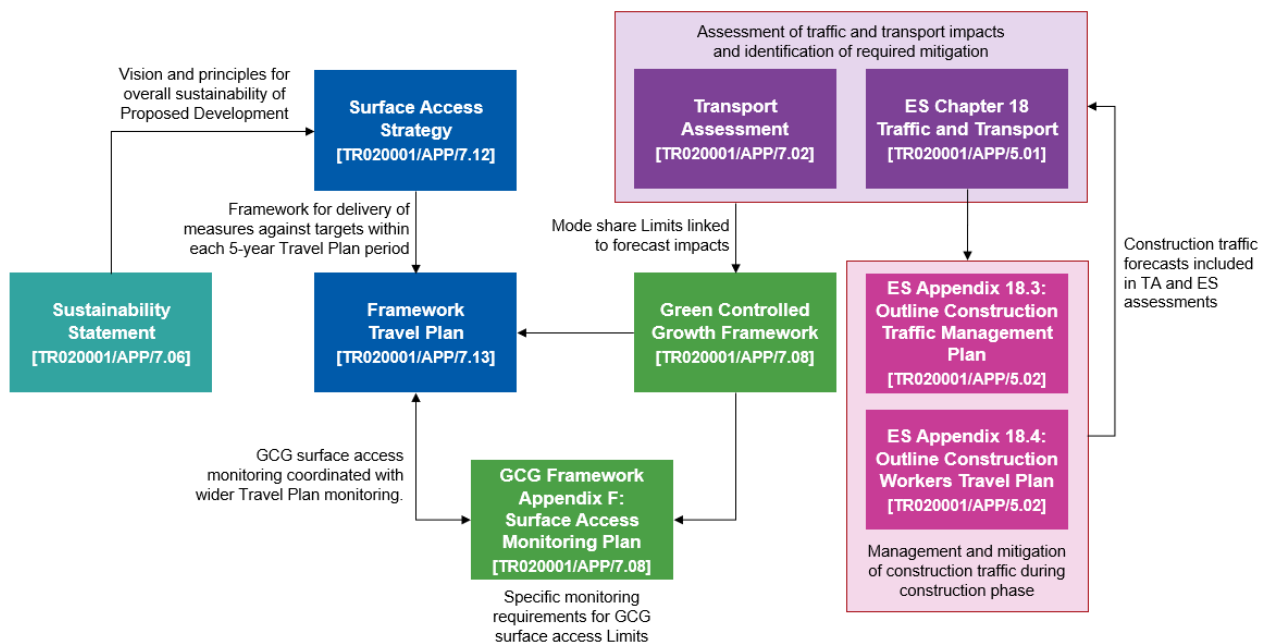 Assessment of traffic and transport impacts
and identification of required mitigation
Vision and principles for
overall sustainability of
Proposed Development
Surface Access
Strategy
[TR020001/APP/7.12]
Transport
Assessment
[TR020001/APP/7.02]
ES Chapter 18
Traffic and Transport
[TR020001/APP/5.01]
Framework for delivery of
measures against targets within
each 5-year Travel Plan period
Mode share Limits linked
to forecast impacts
Construction traffic
forecasts included
in TA and ES
assessments
Sustainability
Statement
[TR020001/APP/7.06]
Framework
Travel Plan
[TR020001/APP/7.13]
Green Controlled
Growth Framework
[TR020001/APP/7.08]
ES Appendix 18.3:
Outline Construction
Traffic Management
Plan
[TR020001/APP/5.02]
ES Appendix 18.4:
Outline Construction
Workers Travel Plan
[TR020001/APP/5.02]
GCG surface access
monitoring coordinated with
wider Travel Plan monitoring.
GCG Framework
Appendix F:
Surface Access
Monitoring Plan
[TR020001/APP/7.08]
Management and mitigation
of construction traffic during
construction phase
Specific monitoring
requirements for GCG
surface access Limits